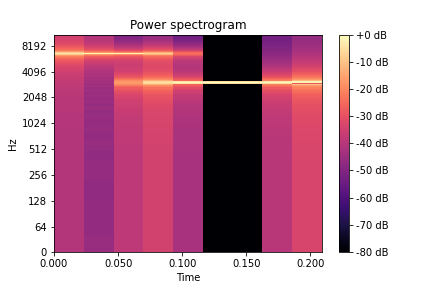 Power spectrogram
8192
4096
2048
1024
512
256
128
64
0
Hz
0.000 0.050 0.100 0.150 0.200
Time
+0 dB
-10 dB
-20 dB
-30 dB
-40 dB
-50 dB
-60 dB
-70 dB
-80 dB